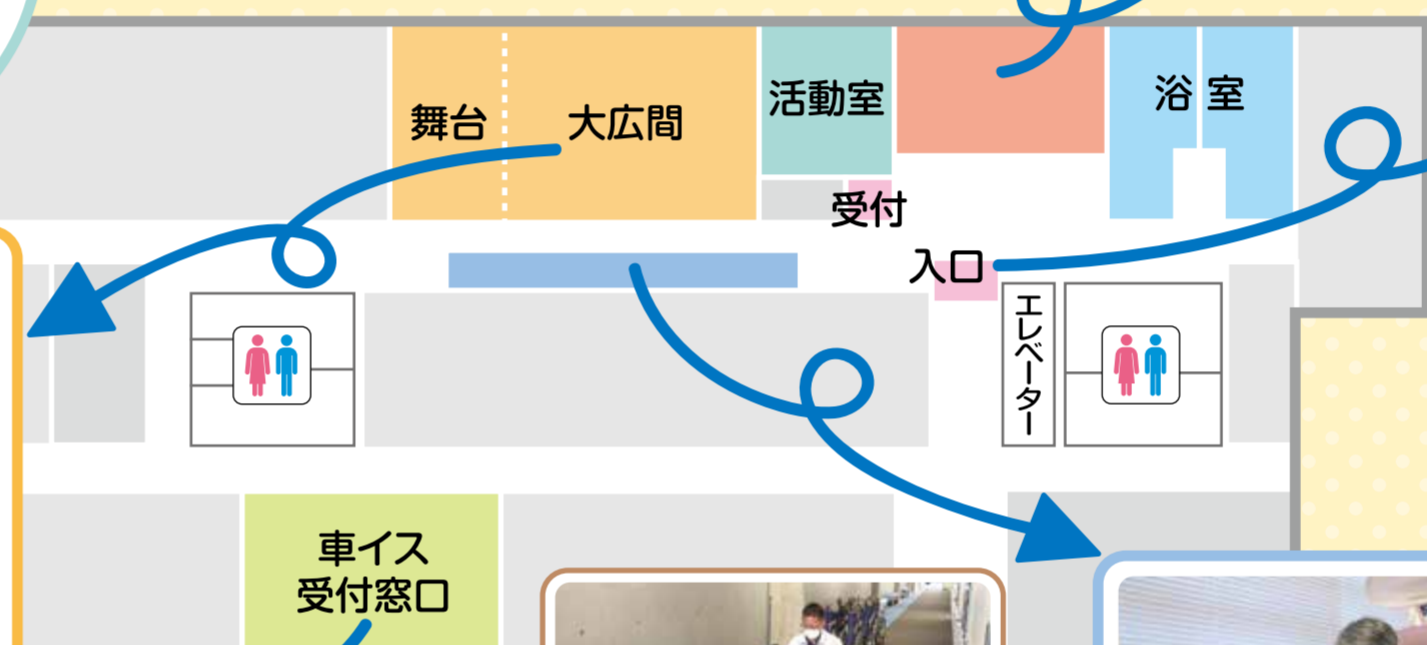 舞台
大広間
活動室
浴室
受付
入口
エレベーター
車イス
受付窓口